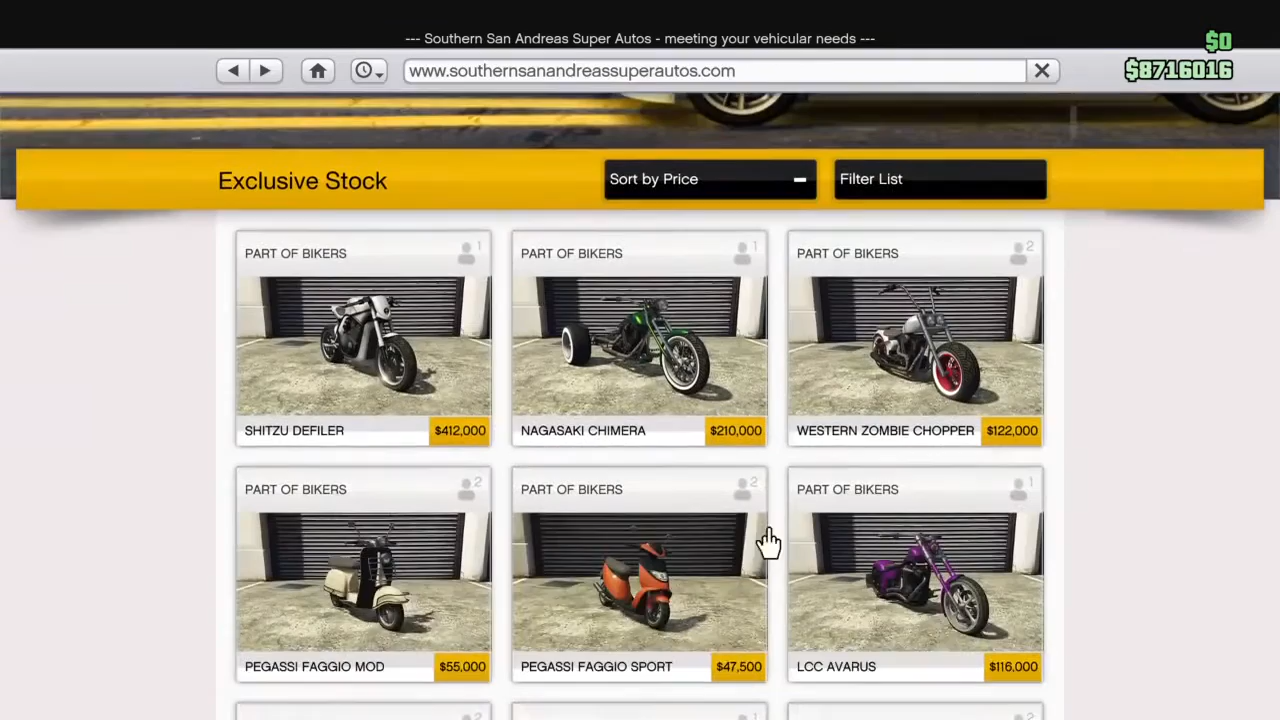 --- Southern San Andreas Super Autos - meeting your vehicular needs ---
$0
www.southernsanandreassuperautos.com
$8716016
Exclusive Stock
Sort by Price
Filter List
PART OF BIKERS 1
PART OF BIKERS 1
PART OF BIKERS 2
SHITZU DEFILER $412,000
NAGASAKI CHIMERA $210,000
WESTERN ZOMBIE CHOPPER $122,000
PART OF BIKERS 2
PART OF BIKERS 2
PART OF BIKERS 1
PEGASSI FAGGIO MOD $55,000
PEGASSI FAGGIO SPORT $47,500
LCC AVARUS $116,000
2
1
2